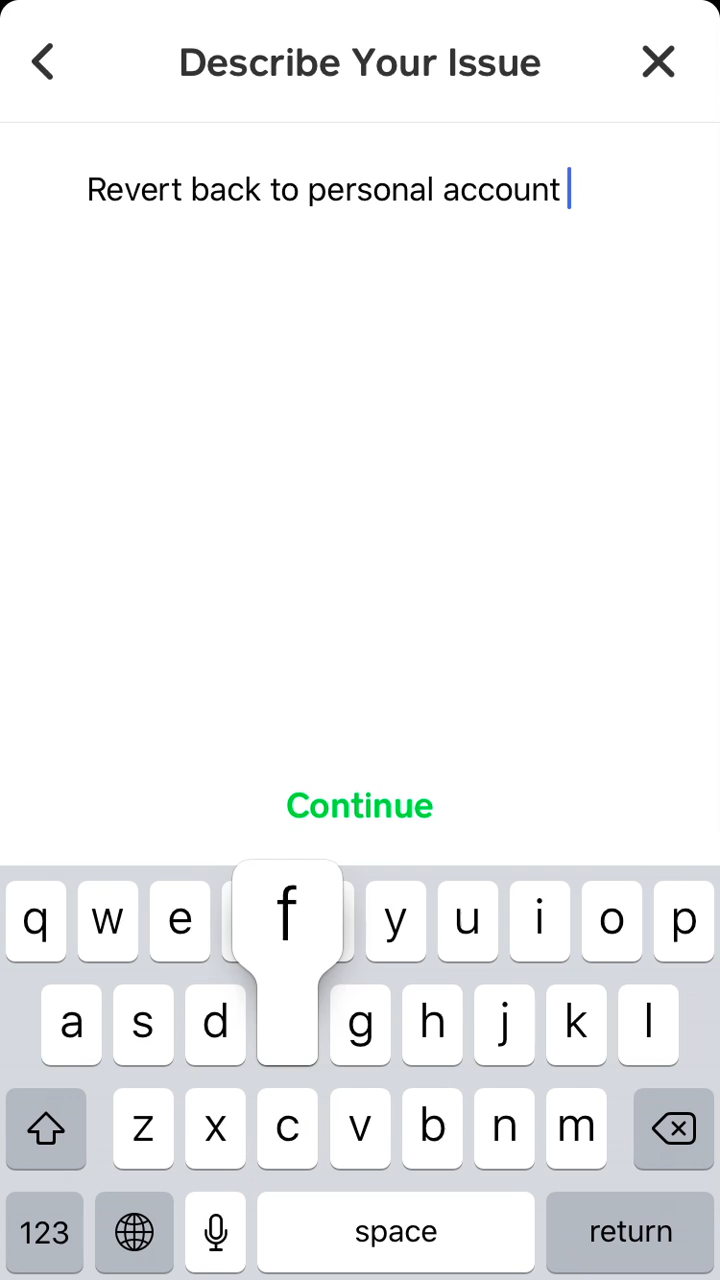 Describe Your Issue
Revert back to personal account
Continue
q w e f y u i o p
a s d g h j k l
z x c v b n m
123 space return